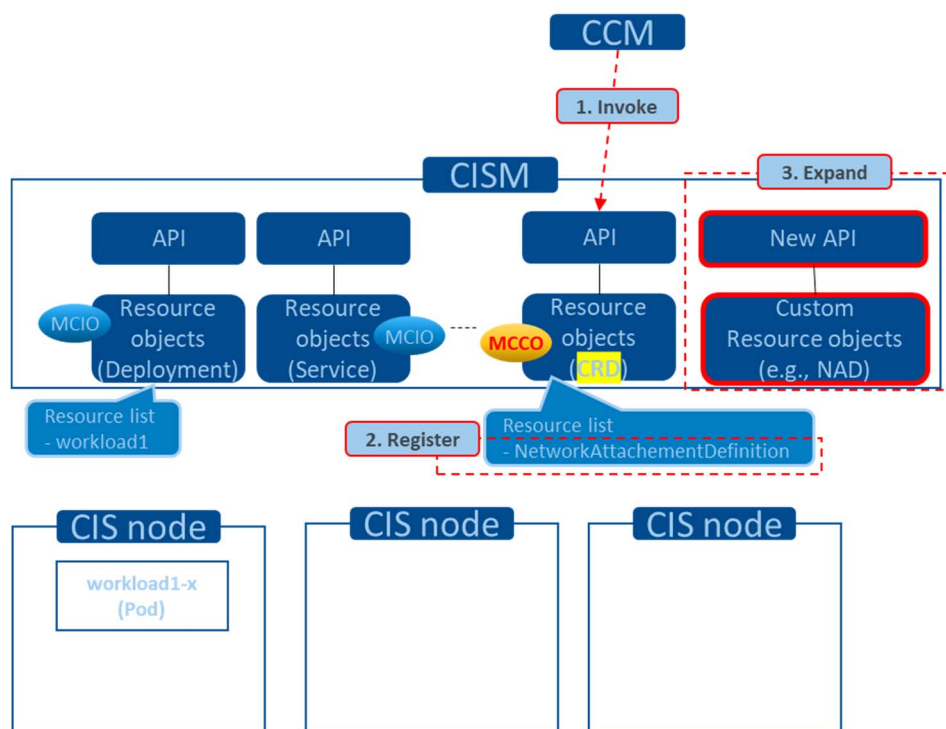 CCM
1. Invoke
CISM
3. Expand
API
API
API
New API
MCIO
Resource
objects
(Deployment)
Resource
objects
(Service)
MCIO
MCCO
Resource
objects
(CRD)
Custom
Resource objects
(e.g., NAD)
Resource list
- workload1
2. Register
Resource list
- NetworkAttachementDefinition
CIS node
CIS node
CIS node
workload1-x
(Pod)